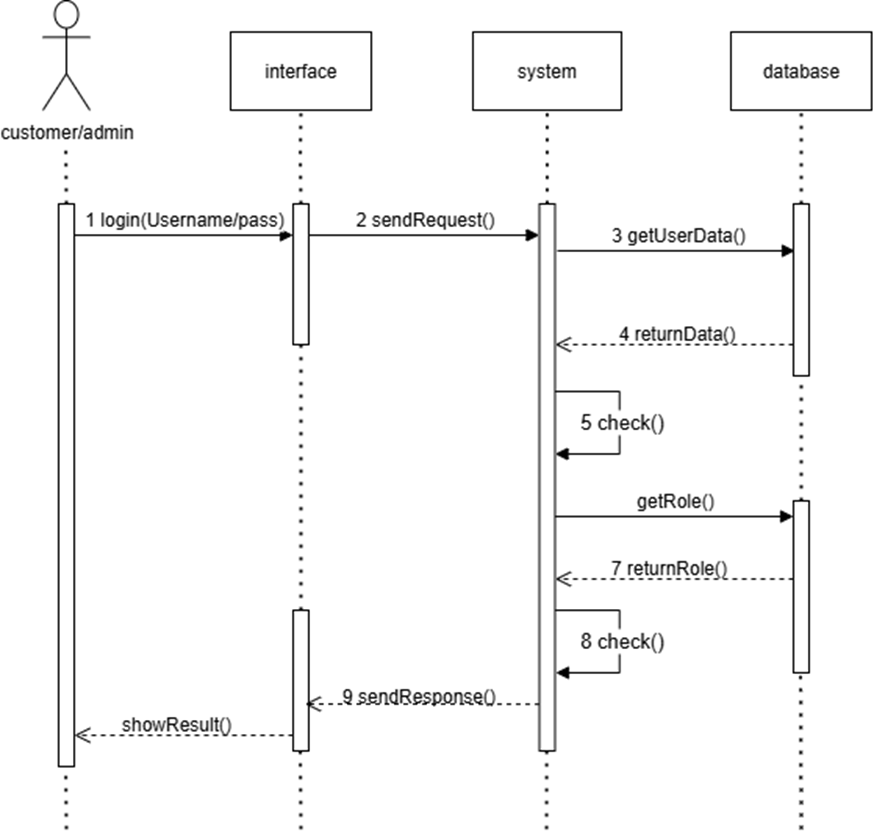 interface
system
database
customer/admin
1 login(Username/pass)
2 sendRequest()
3 getUserData()
4 returnData()
5 check()
getRole()
7 returnRole()
8 check()
9 sendResponse()
showResult()